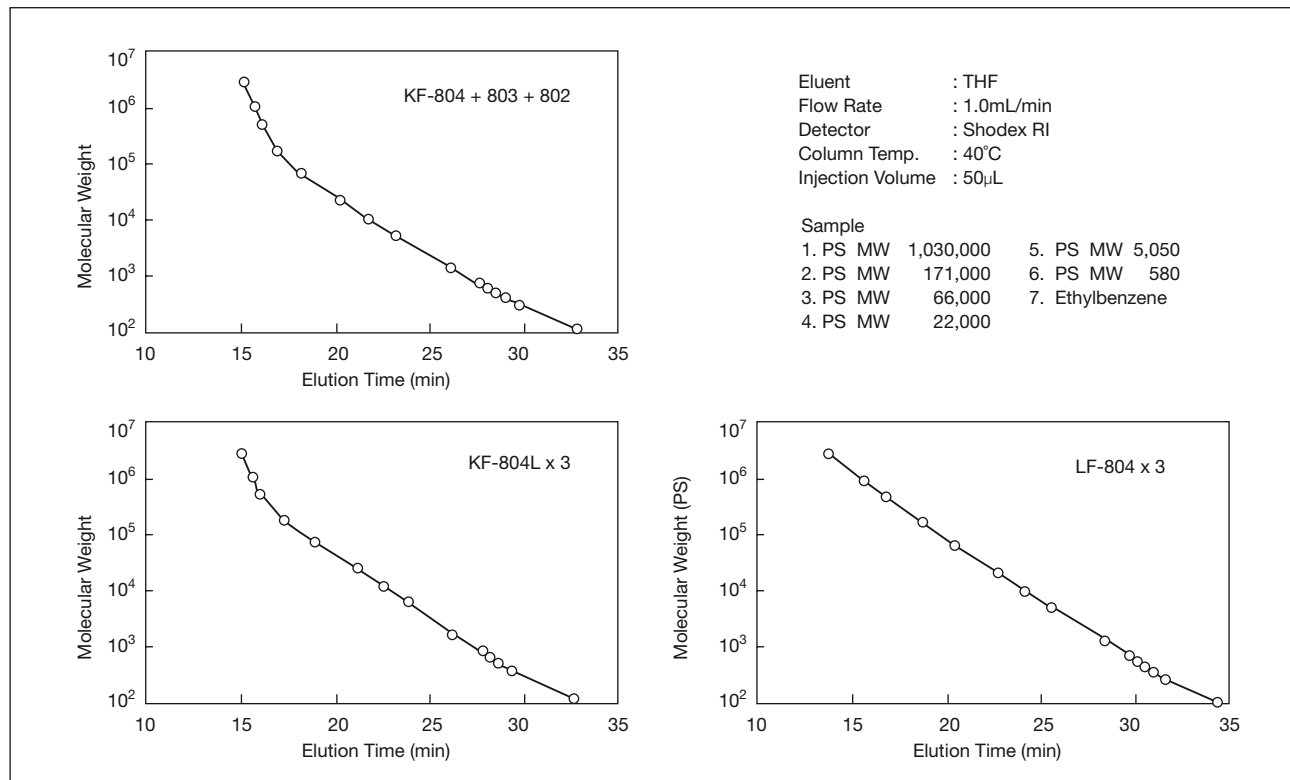 10⁷
10⁶
10⁵
10⁴
10³
10²
Molecular Weight
KF-804 + 803 + 802
10 15 20 25 30 35
Elution Time (min)
Eluent : THF
Flow Rate : 1.0mL/min
Detector : Shodex RI
Column Temp. : 40˚C
Injection Volume : 50µL
Sample
1. PS MW 1,030,000 5. PS MW 5,050
2. PS MW 171,000 6. PS MW 580
3. PS MW 66,000 7. Ethylbenzene
4. PS MW 22,000
10⁷
10⁶
10⁵
10⁴
10³
10²
Molecular Weight
KF-804L x 3
10 15 20 25 30 35
Elution Time (min)
10⁷
10⁶
10⁵
10⁴
10³
10²
Molecular Weight (PS)
LF-804 x 3
10 15 20 25 30 35
Elution Time (min)